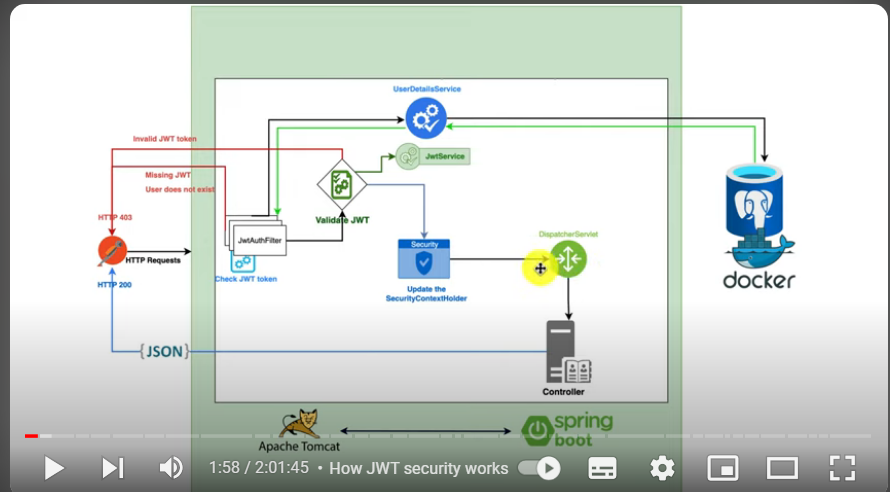 UserDetailsService
Invalid JWT token
JwtService
Missing JWT
User does not exist
Validate JWT
HTTP 403
JwtAuthFilter
DispatcherServlet
Security
HTTP Requests
Check JWT token
HTTP 200
Update the
SecurityContextHolder
docker
{JSON}
Controller
Apache Tomcat
spring
boot
1:58 / 2:01:45 • How JWT security works